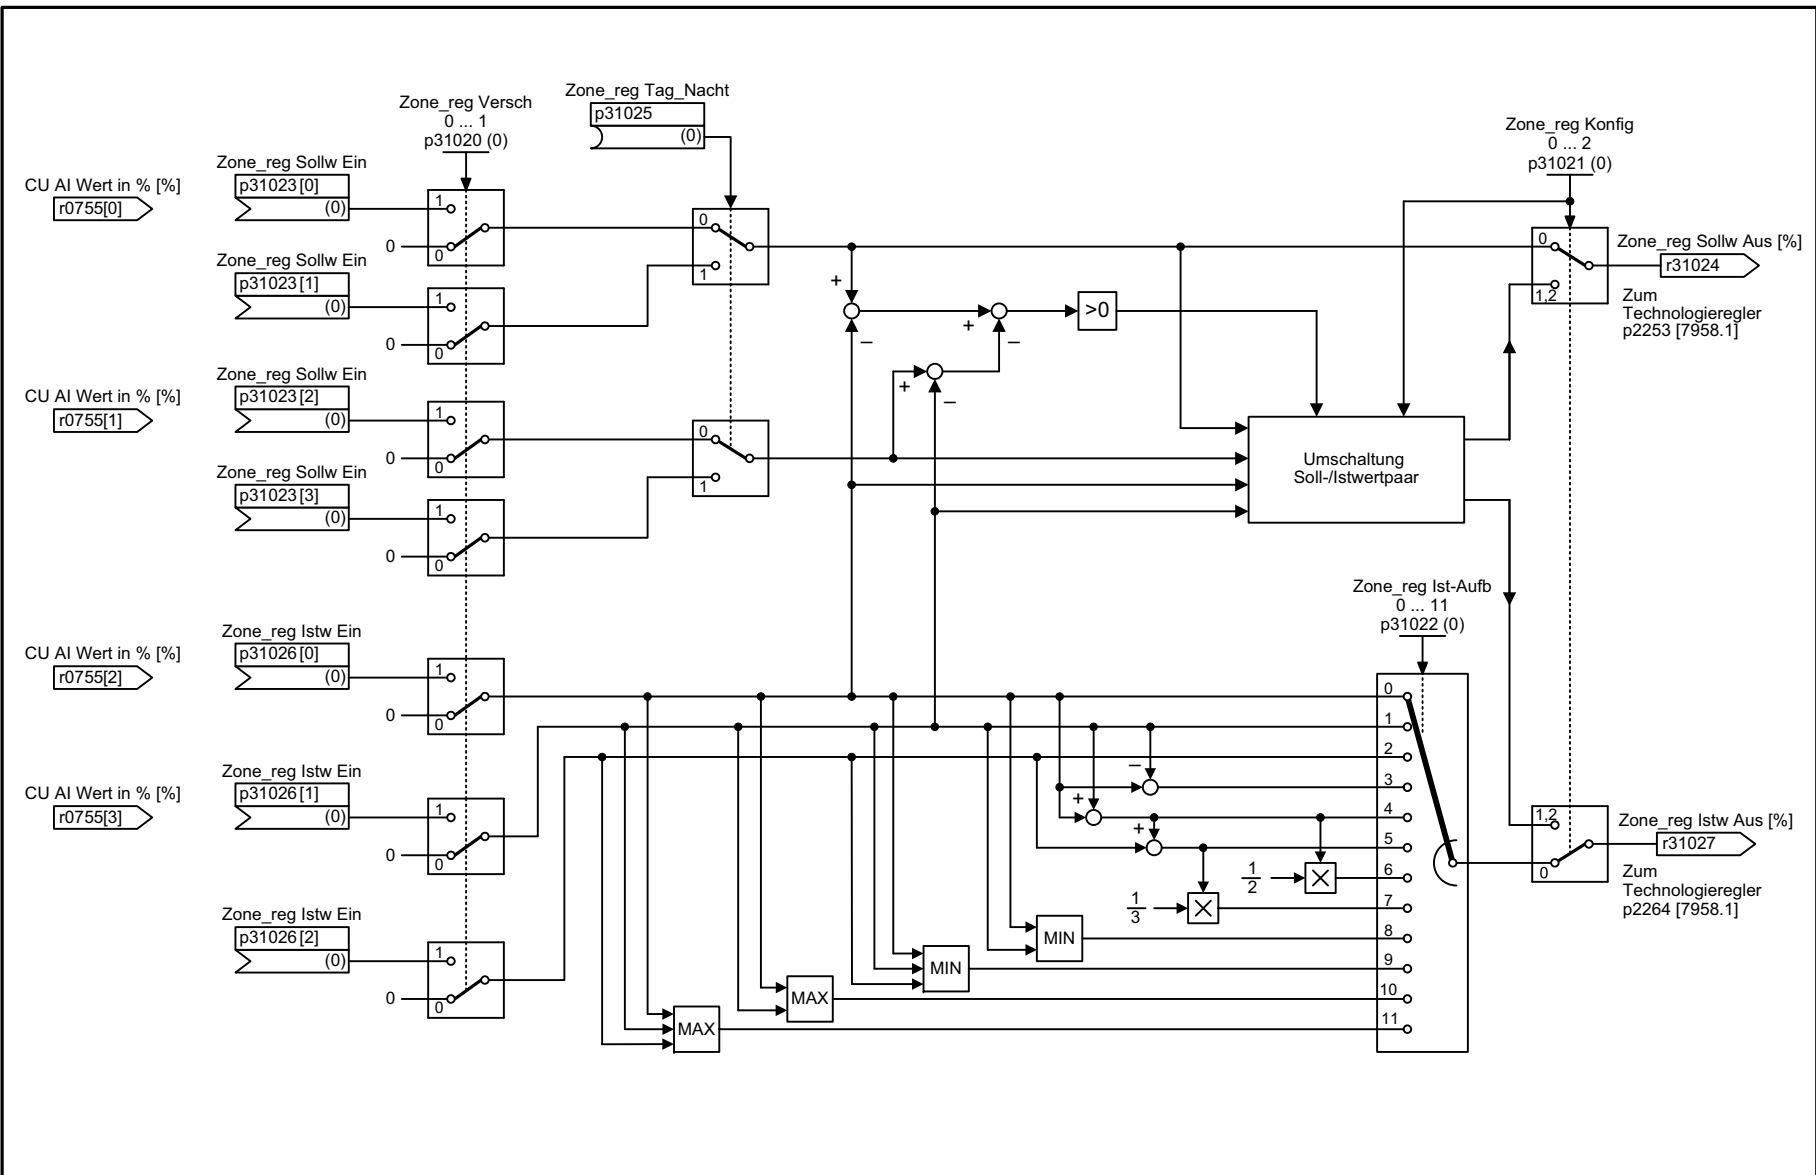 Zone_reg Versch
0 ... 1
p31020 (0)
Zone_reg Tag_Nacht
p31025
(0)
Zone_reg Konfig
0 ... 2
p31021 (0)
CU AI Wert in % [%]
r0755[0]
Zone_reg Sollw Ein
p31023 [0]
(0)
1
0
0
Zone_reg Sollw Ein
p31023 [1]
(0)
1
0
0
CU AI Wert in % [%]
r0755[1]
Zone_reg Sollw Ein
p31023 [2]
(0)
1
0
0
Zone_reg Sollw Ein
p31023 [3]
(0)
1
0
0
0
1
0
1
+
–
+
–
+
–
>0
Umschaltung
Soll-/Istwertpaar
0
1,2
Zone_reg Sollw Aus [%]
r31024
Zum
Technologieregler
p2253 [7958.1]
CU AI Wert in % [%]
r0755[2]
Zone_reg Istw Ein
p31026 [0]
(0)
1
0
0
CU AI Wert in % [%]
r0755[3]
Zone_reg Istw Ein
p31026 [1]
(0)
1
0
0
Zone_reg Istw Ein
p31026 [2]
(0)
1
0
0
Zone_reg Ist-Aufb
0 ... 11
p31022 (0)
0
1
2
–
3
+
4
+
5
1
2
×
6
1
3
×
7
MIN
8
MIN
9
MAX
10
MAX
11
1,2
0
Zone_reg Istw Aus [%]
r31027
Zum
Technologieregler
p2264 [7958.1]